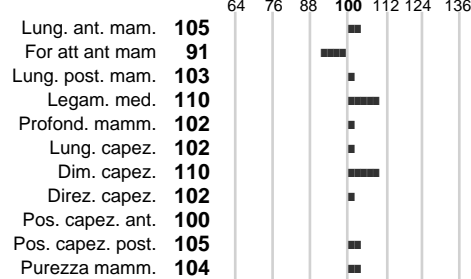 64 76 88 100 112 124 136
Lung. ant. mam. 105
For att ant mam 91
Lung. post. mam. 103
Legam. med. 110
Profond. mamm. 102
Lung. capez. 102
Dim. capez. 110
Direz. capez. 102
Pos. capez. ant. 100
Pos. capez. post. 105
Purezza mamm. 104